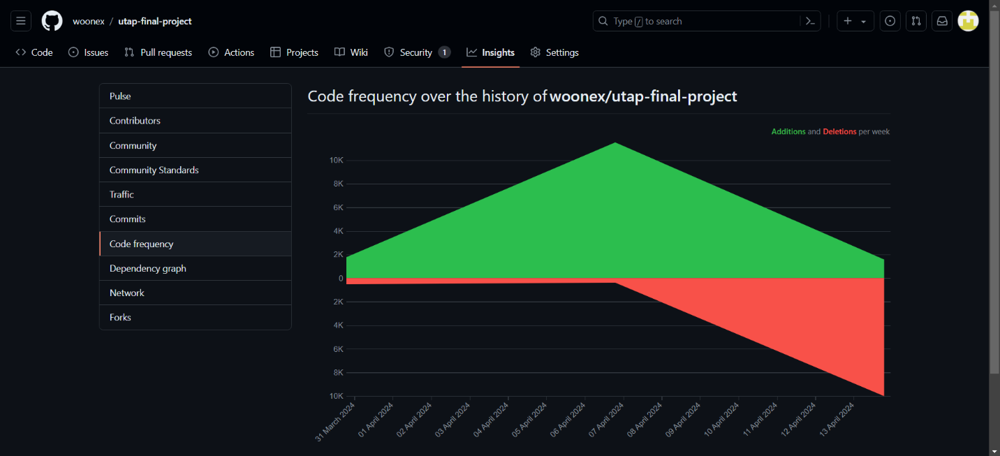 woonex / utap-final-project
Type / to search
Code Issues Pull requests Actions Projects Wiki Security 1 Insights Settings
Pulse
Contributors
Community
Community Standards
Traffic
Commits
Code frequency
Dependency graph
Network
Forks
Code frequency over the history of woonex/utap-final-project
Additions and Deletions per week
10K
8K
6K
4K
2K
0
2K
4K
6K
8K
10K
31 March 2024
01 April 2024
02 April 2024
03 April 2024
04 April 2024
05 April 2024
06 April 2024
07 April 2024
08 April 2024
09 April 2024
10 April 2024
11 April 2024
12 April 2024
13 April 2024